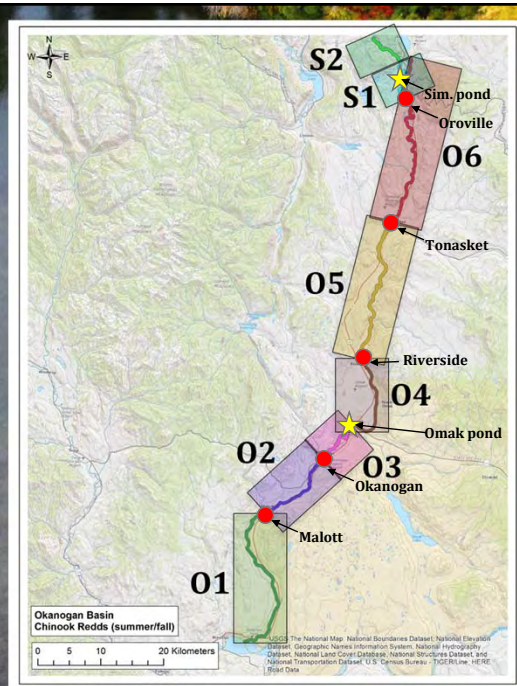 N
W E
S
S2
S1
Sim. pond
Oroville
O6
Tonasket
O5
Riverside
O4
Omak pond
O2
O3
Okanogan
Malott
O1
Okanogan Basin
Chinook Redds (summer/fall)
0 5 10 20 Kilometers
USGS The National Map: National Boundaries Dataset, National Elevation
Dataset, Geographic Names Information System, National Hydrography
Dataset, National Land Cover Database, National Structures Dataset, and
National Transportation Dataset; U.S. Census Bureau - TIGER/Line; HERE
Road Data